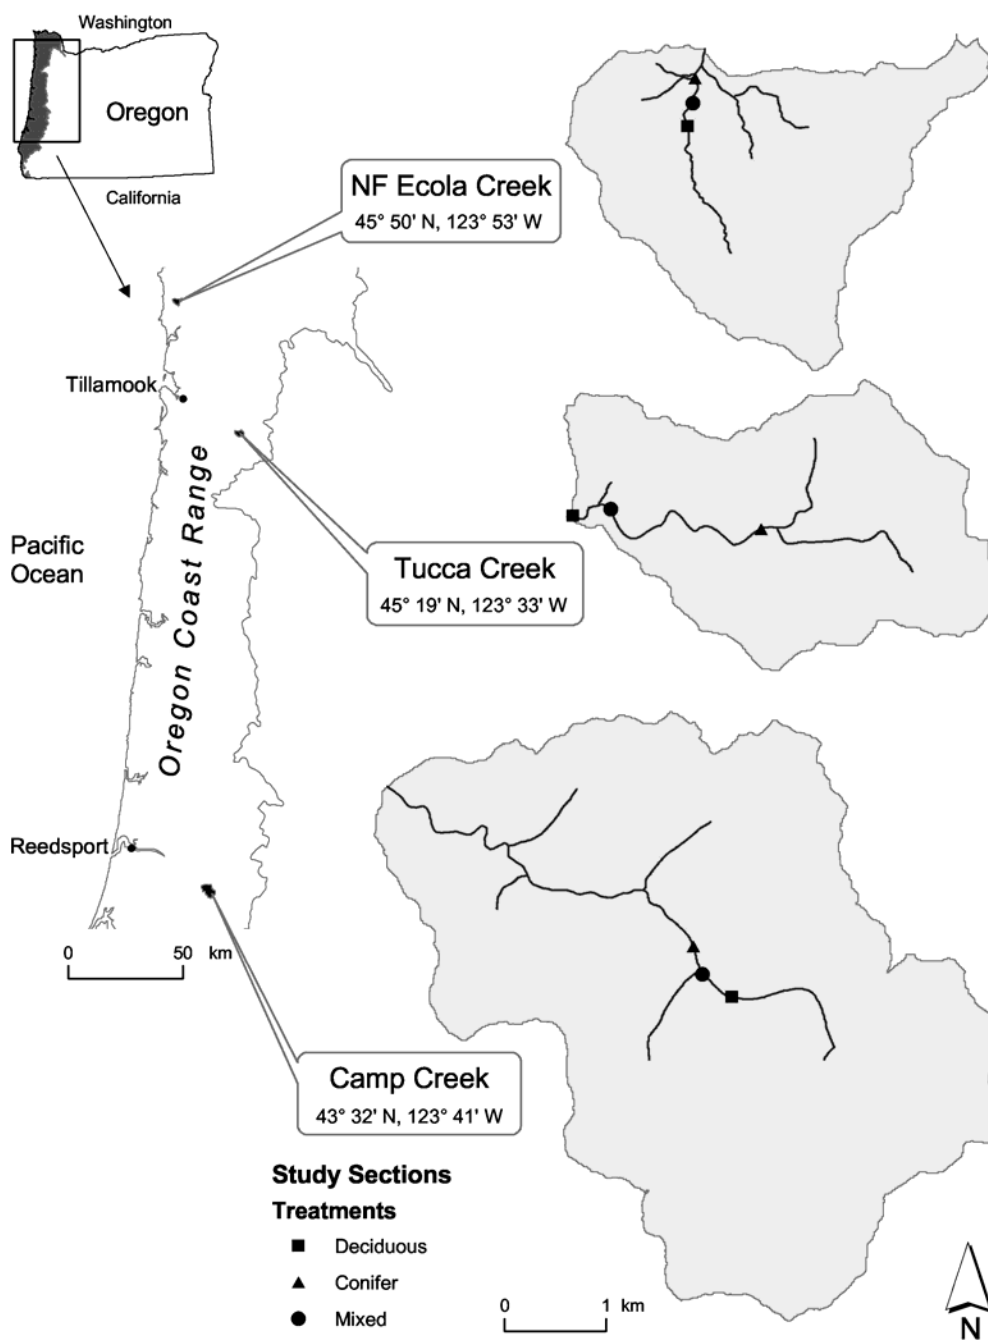 Washington
Oregon
California
NF Ecola Creek
45° 50' N, 123° 53' W
Tillamook
Oregon Coast Range
Pacific
Ocean
Tucca Creek
45° 19' N, 123° 33' W
Reedsport
0 50 km
Camp Creek
43° 32' N, 123° 41' W
Study Sections
Treatments
Deciduous
Conifer
Mixed
0 1 km
N